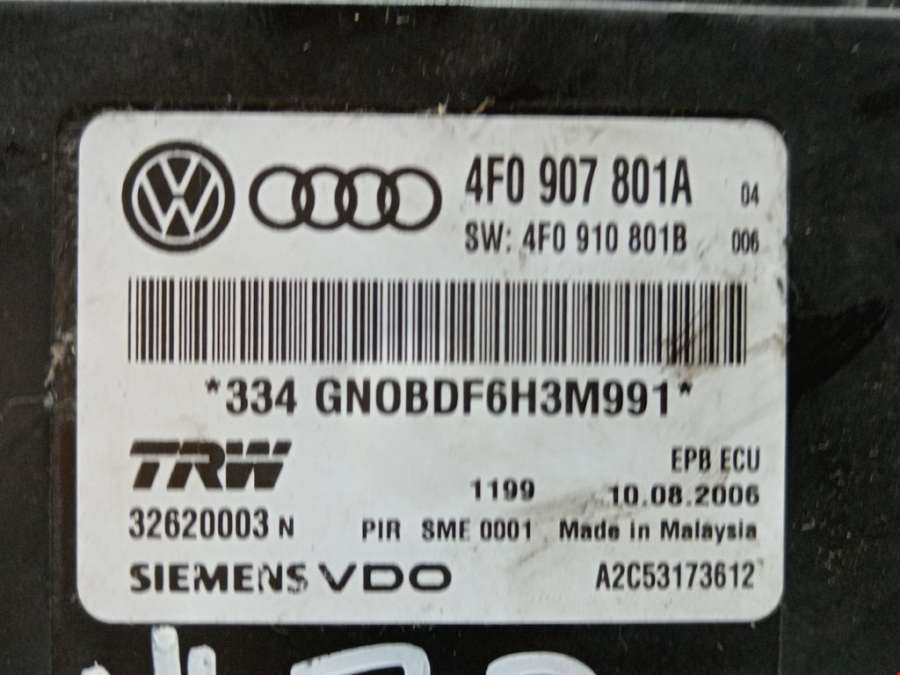 4F0 907 801A 04
SW: 4F0 910 801B 006
*334 GN0BDF6H3M991*
TRW
EPB ECU
1199 10.08.2006
32620003 N PIR SME 0001 Made in Malaysia
SIEMENS VDO A2C53173612